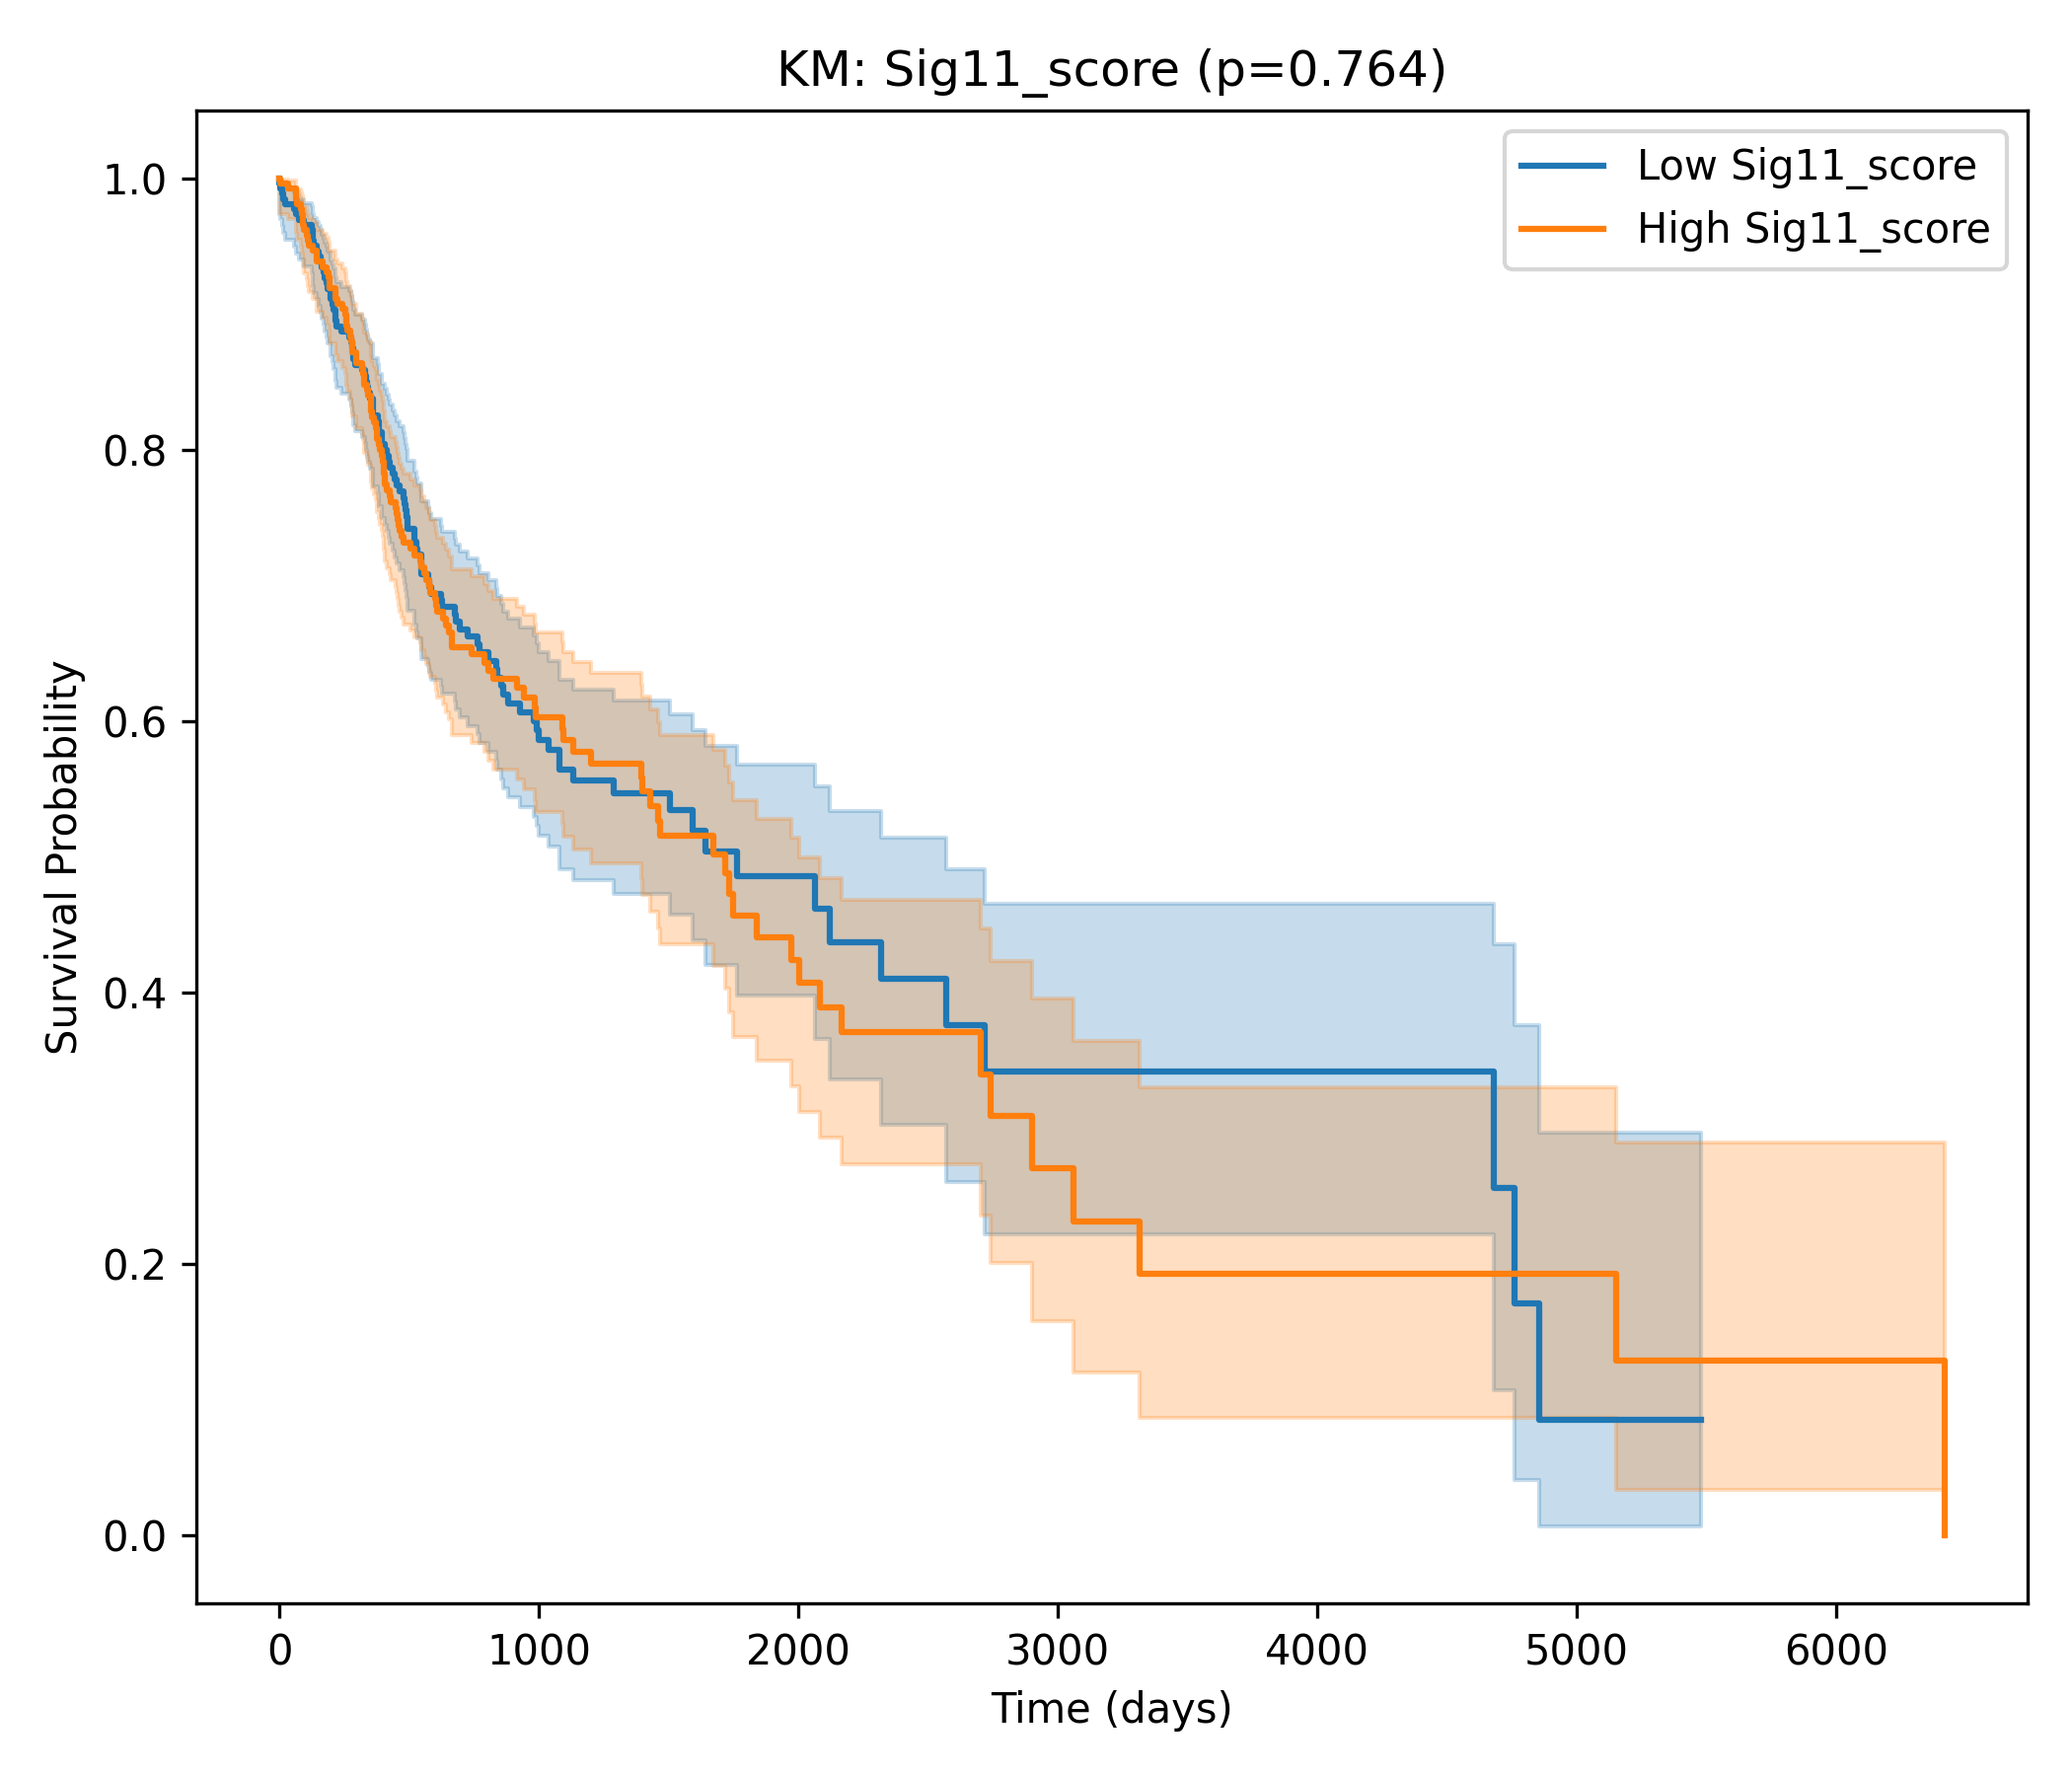 KM: Sig11_score (p=0.764)
Low Sig11_score
High Sig11_score
1.0
0.8
0.6
0.4
0.2
0.0
Survival Probability
0 1000 2000 3000 4000 5000 6000
Time (days)